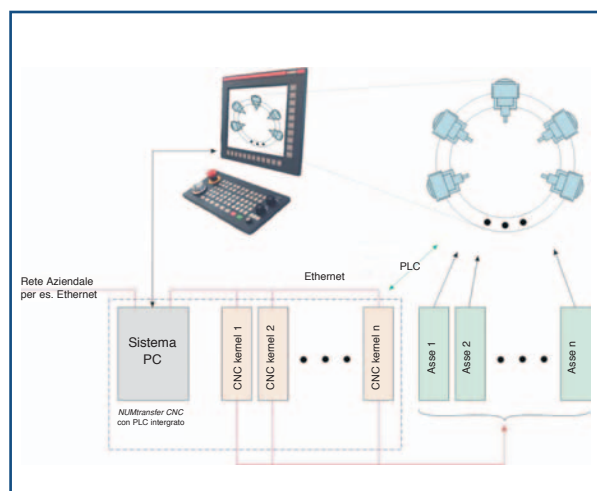 Rete Aziendale
per es. Ethernet
Ethernet
PLC
Sistema
PC
CNC kernel 1
CNC kernel 2
CNC kernel n
Asse 1
Asse 2
Asse n
NUMtransfer CNC
con PLC intergrato